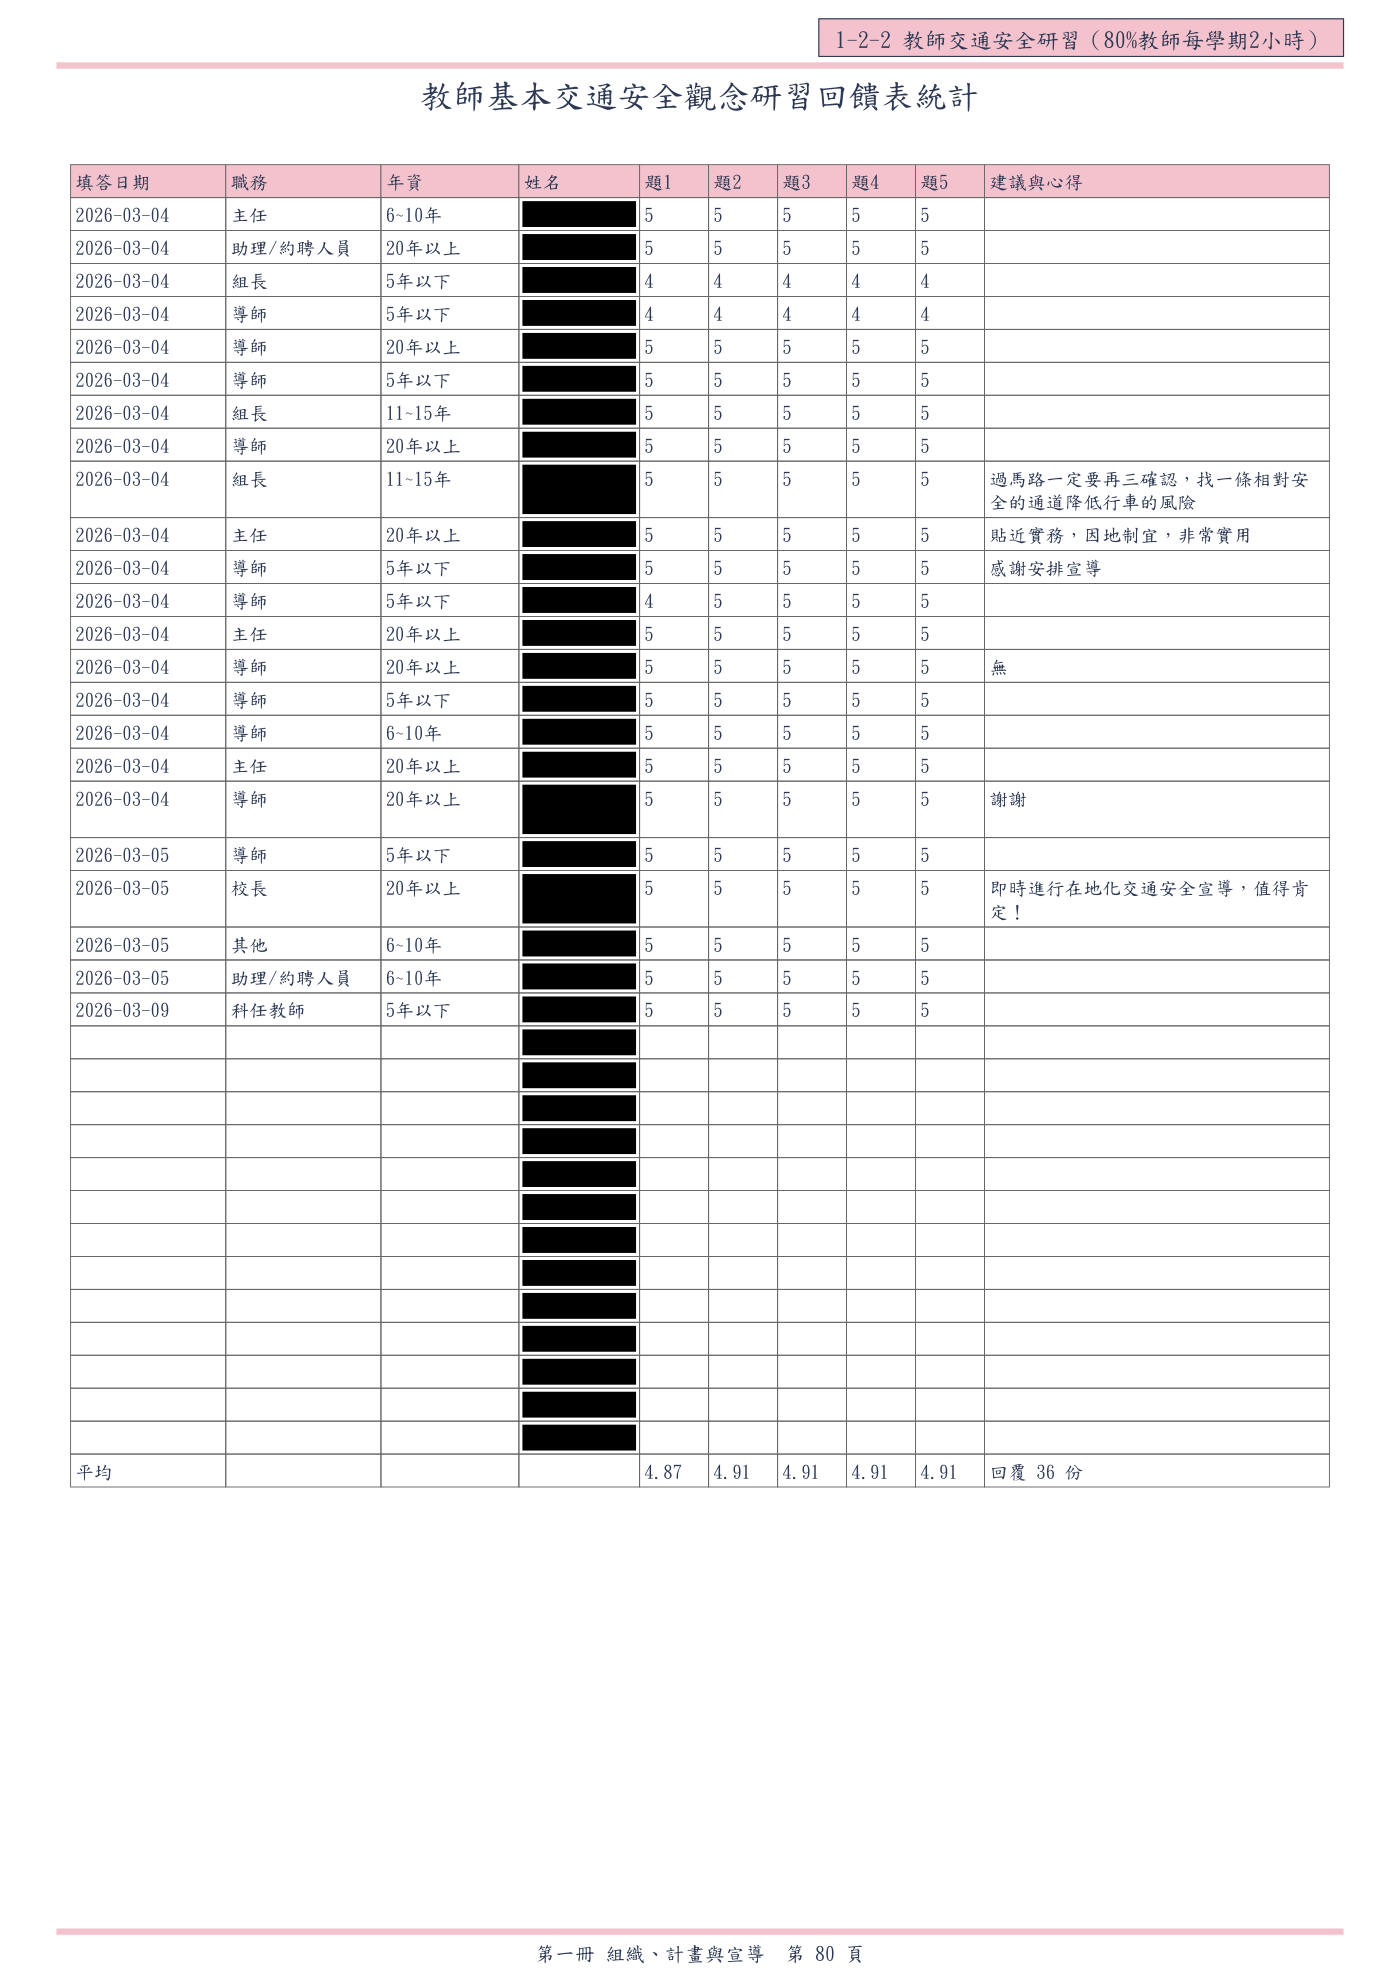 1-2-2 教師交通安全研習（80%教師每學期2小時）
教師基本交通安全觀念研習回饋表統計
填答日期 職務 年資 姓名 題1 題2 題3 題4 題5 建議與心得
2026-03-04 主任 6~10年 5 5 5 5 5
2026-03-04 助理/約聘人員 20年以上 5 5 5 5 5
2026-03-04 組長 5年以下 4 4 4 4 4
2026-03-04 導師 5年以下 4 4 4 4 4
2026-03-04 導師 20年以上 5 5 5 5 5
2026-03-04 導師 5年以下 5 5 5 5 5
2026-03-04 組長 11~15年 5 5 5 5 5
2026-03-04 導師 20年以上 5 5 5 5 5
2026-03-04 組長 11~15年 5 5 5 5 5 過馬路一定要再三確認，找一條相對安
全的通道降低行車的風險
2026-03-04 主任 20年以上 5 5 5 5 5 貼近實務，因地制宜，非常實用
2026-03-04 導師 5年以下 5 5 5 5 5 感謝安排宣導
2026-03-04 導師 5年以下 4 5 5 5 5
2026-03-04 主任 20年以上 5 5 5 5 5
2026-03-04 導師 20年以上 5 5 5 5 5 無
2026-03-04 導師 5年以下 5 5 5 5 5
2026-03-04 導師 6~10年 5 5 5 5 5
2026-03-04 主任 20年以上 5 5 5 5 5
2026-03-04 導師 20年以上 5 5 5 5 5 謝謝
2026-03-05 導師 5年以下 5 5 5 5 5
2026-03-05 校長 20年以上 5 5 5 5 5 即時進行在地化交通安全宣導，值得肯
定！
2026-03-05 其他 6~10年 5 5 5 5 5
2026-03-05 助理/約聘人員 6~10年 5 5 5 5 5
2026-03-09 科任教師 5年以下 5 5 5 5 5
平均 4.87 4.91 4.91 4.91 4.91 回覆 36 份
第一冊 組織、計畫與宣導 第 80 頁